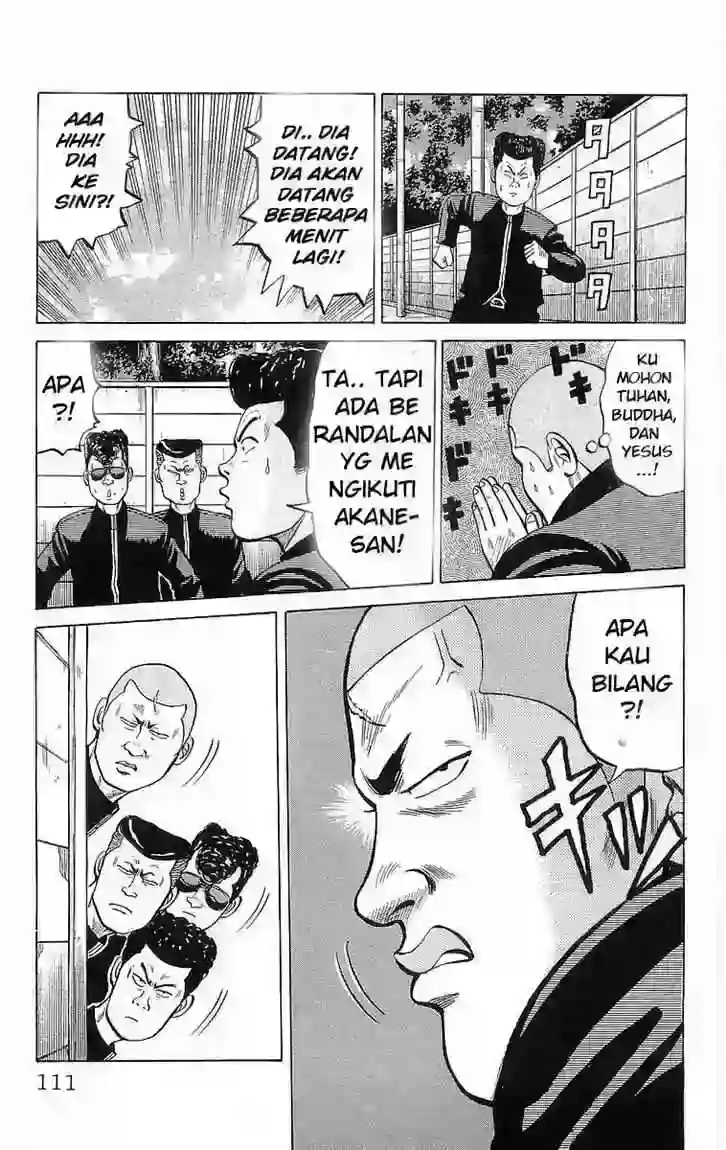 タタタタ
DI.. DIA
DATANG!
DIA AKAN
DATANG
BEBERAPA
MENIT
LAGI!
AAA
HHH!
DIA
KE
SINI?!
KU
MOHON
TUHAN,
BUDDHA,
DAN
YESUS
...!
ドキ
ドキ
ドキ
ドキ
TA.. TAPI
ADA BE
RANDALAN
YG ME
NGIKUTI
AKANE-
SAN!
APA
?!
APA
KAU
BILANG
?!
ギロッ
111